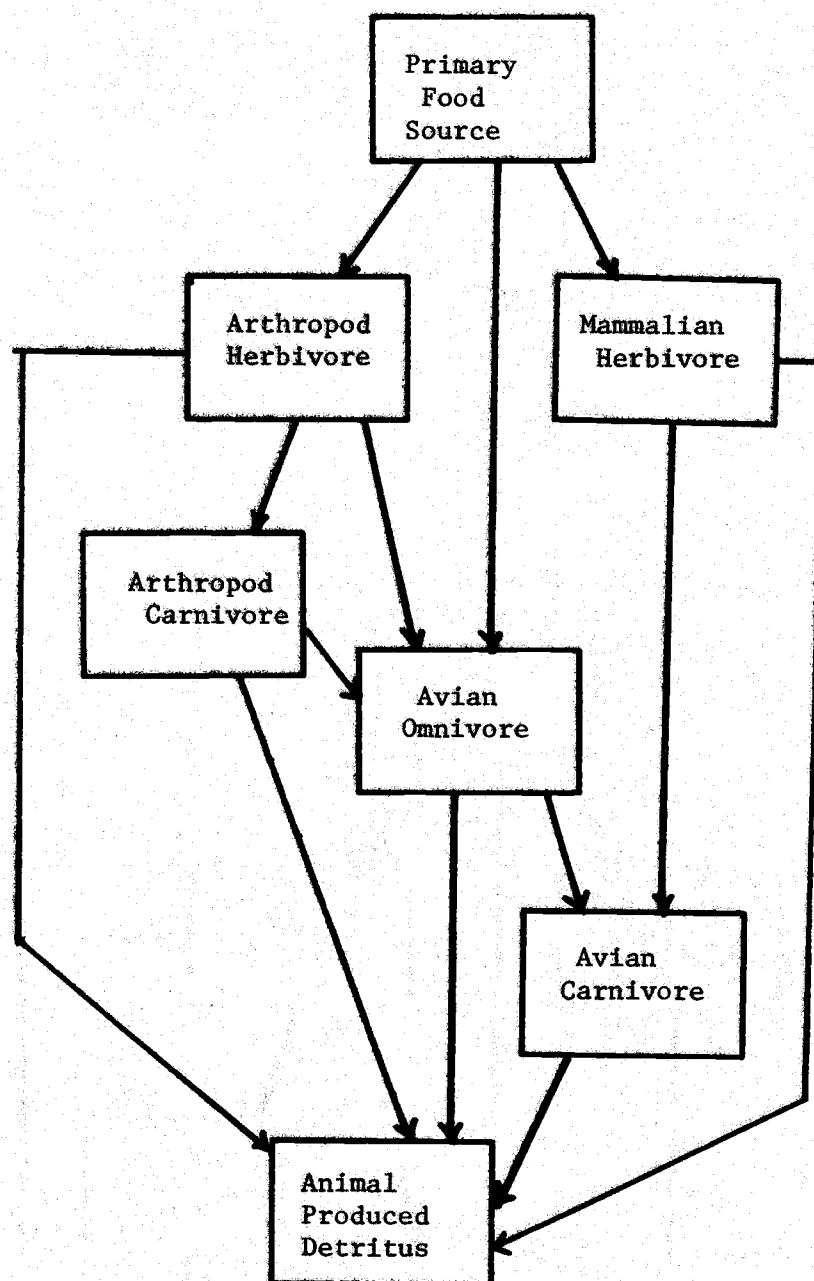 Primary
Food
Source
Arthropod
Herbivore
Mammalian
Herbivore
Arthropod
Carnivore
Avian
Omnivore
Avian
Carnivore
Animal
Produced
Detritus